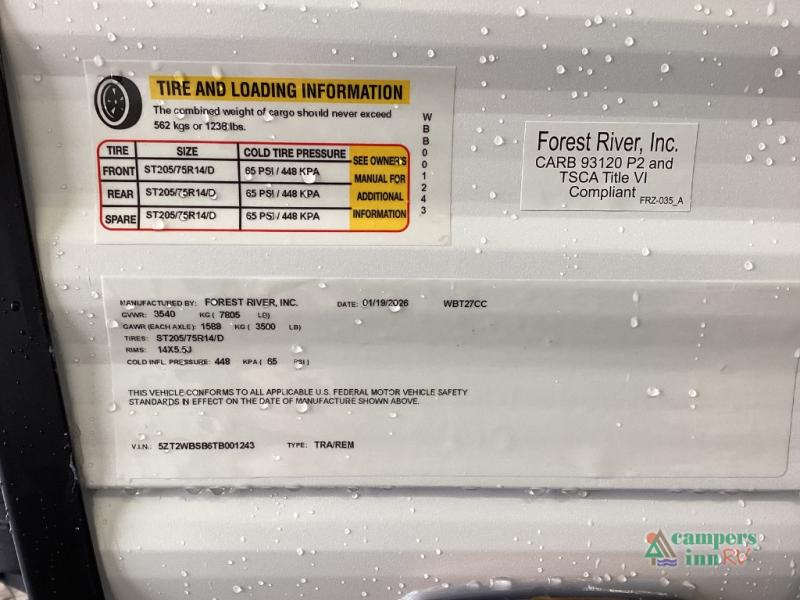 TIRE AND LOADING INFORMATION
The combined weight of cargo should never exceed
562 kgs or 1238 lbs.
TIRE SIZE COLD TIRE PRESSURE SEE OWNER'S
FRONT ST205/75R14/D 65 PSI / 448 KPA MANUAL FOR
REAR ST205/75R14/D 65 PSI / 448 KPA ADDITIONAL
SPARE ST205/75R14/D 65 PSI / 448 KPA INFORMATION
WBB001243
Forest River, Inc.
CARB 93120 P2 and
TSCA Title VI
Compliant
FRZ-035_A
MANUFACTURED BY: FOREST RIVER, INC. DATE: 01/19/2026 WBT27CC
GVWR: 3540 KG ( 7805 LB)
GAWR (EACH AXLE): 1588 KG ( 3500 LB)
TIRES: ST205/75R14/D
RIMS: 14X5.5J
COLD INFL. PRESSURE: 448 KPA ( 65 PSI)
THIS VEHICLE CONFORMS TO ALL APPLICABLE U.S. FEDERAL MOTOR VEHICLE SAFETY
STANDARDS IN EFFECT ON THE DATE OF MANUFACTURE SHOWN ABOVE.
V.I.N.: 5ZT2WBSB6TB001243 TYPE: TRA/REM
campers
inn RV